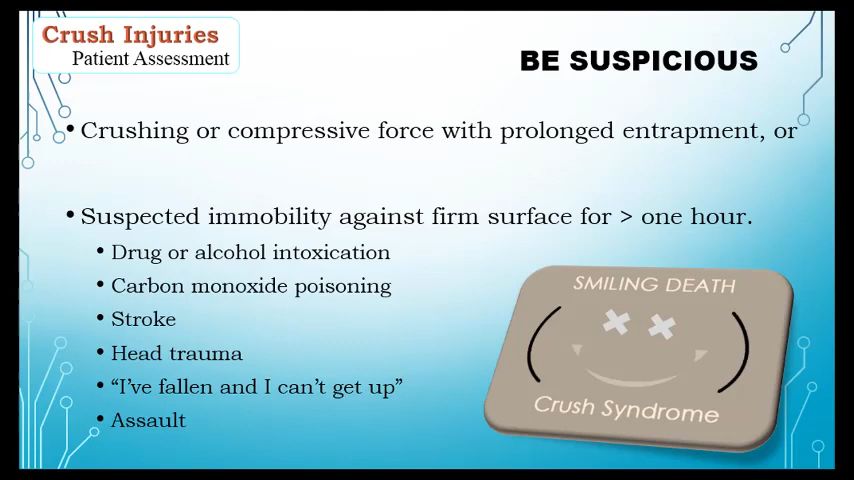 Crush Injuries
Patient Assessment
BE SUSPICIOUS
• Crushing or compressive force with prolonged entrapment, or
• Suspected immobility against firm surface for > one hour.
• Drug or alcohol intoxication
• Carbon monoxide poisoning
• Stroke
• Head trauma
• “I’ve fallen and I can’t get up”
• Assault
SMILING DEATH
Crush Syndrome